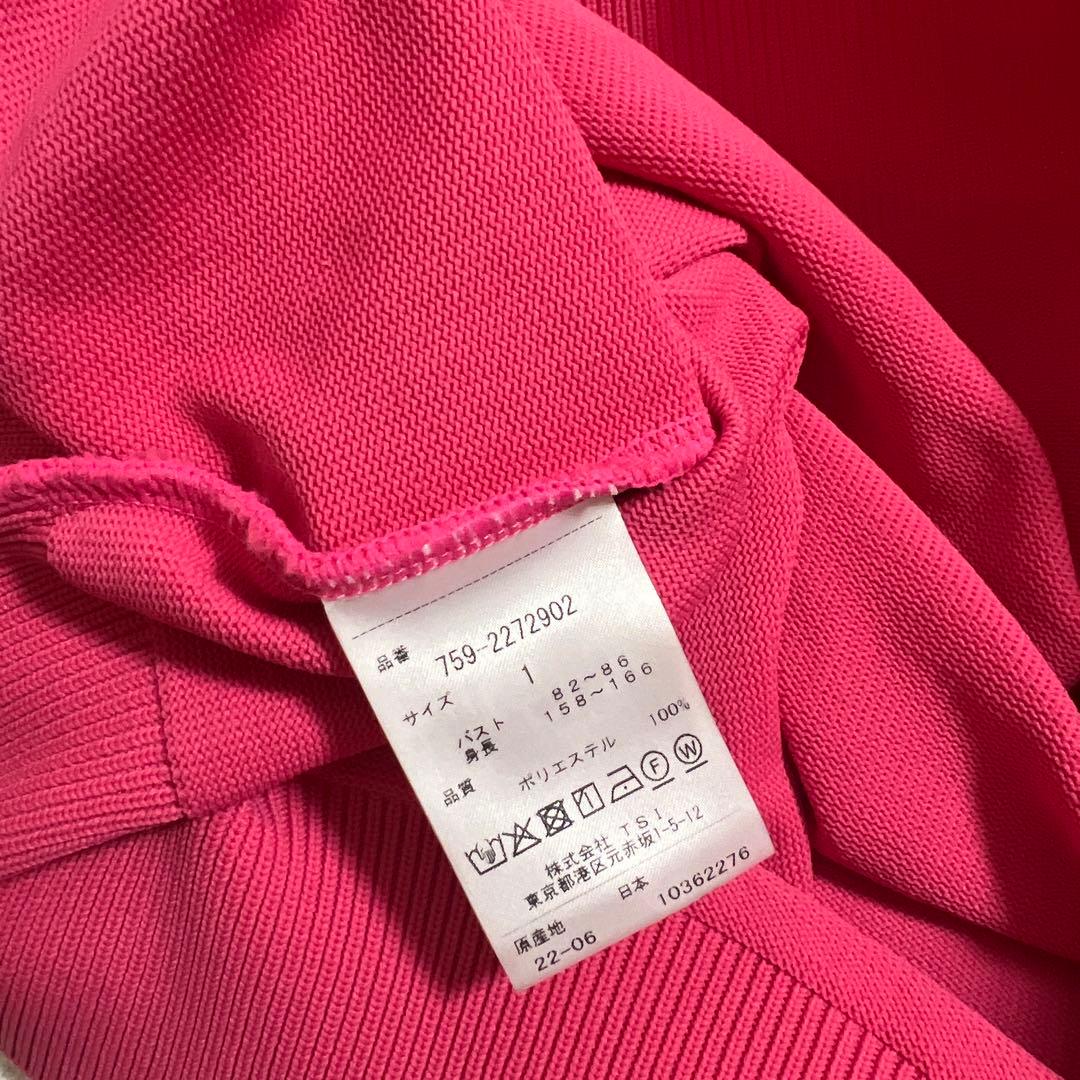 品番 759-2272902
サイズ 1
バスト 82～86
身長 158～166
品質 ポリエステル 100%
F W
株式会社 TSI
東京都港区元赤坂1-5-12
原産地 日本
22-06 10362276